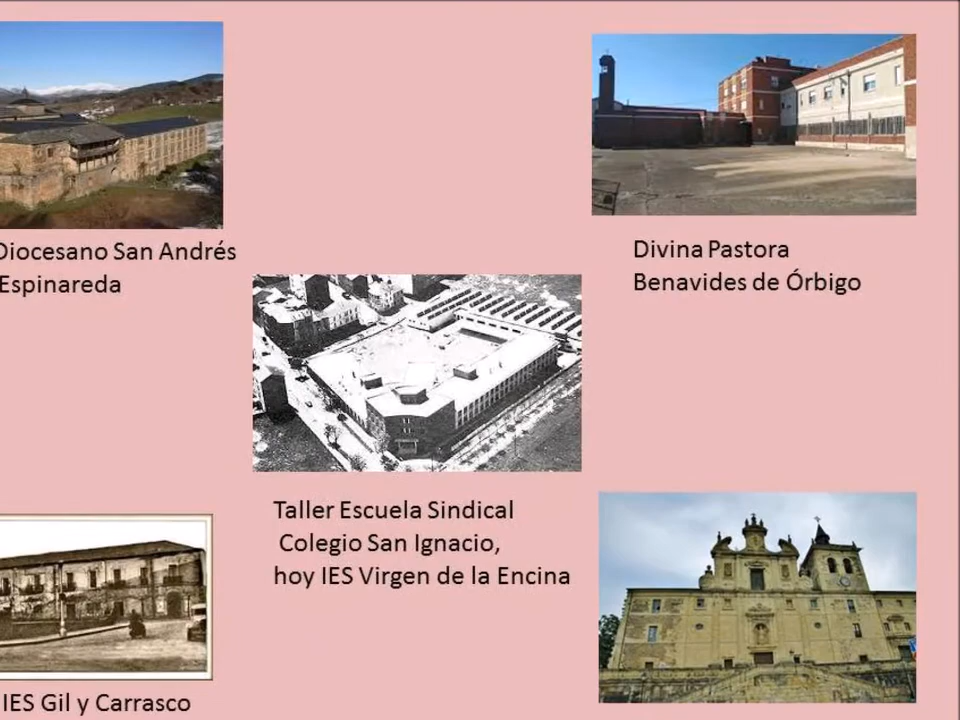 Diocesano San Andrés
Espinareda
Divina Pastora
Benavides de Órbigo
Taller Escuela Sindical
Colegio San Ignacio,
hoy IES Virgen de la Encina
IES Gil y Carrasco